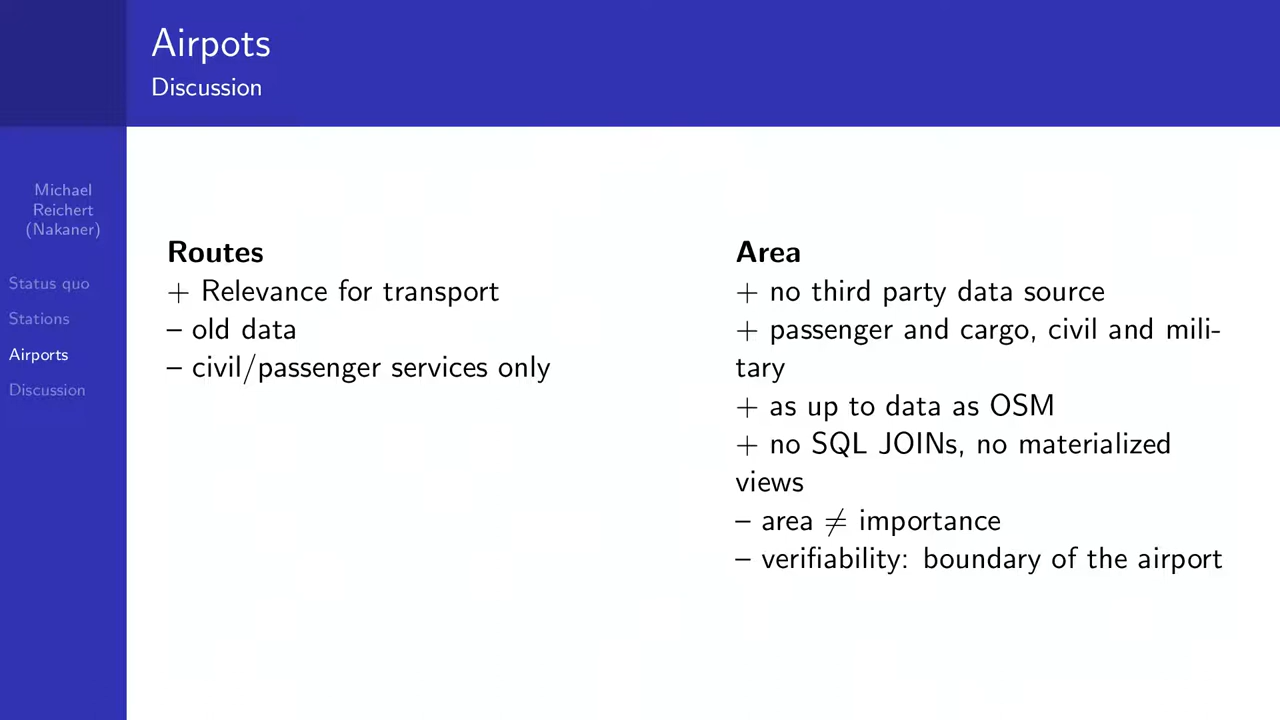 Airpots
Discussion
Michael
Reichert
(Nakaner)
Status quo
Stations
Airports
Discussion
Routes
+ Relevance for transport
– old data
– civil/passenger services only
Area
+ no third party data source
+ passenger and cargo, civil and mili-
tary
+ as up to data as OSM
+ no SQL JOINs, no materialized
views
– area ≠ importance
– verifiability: boundary of the airport